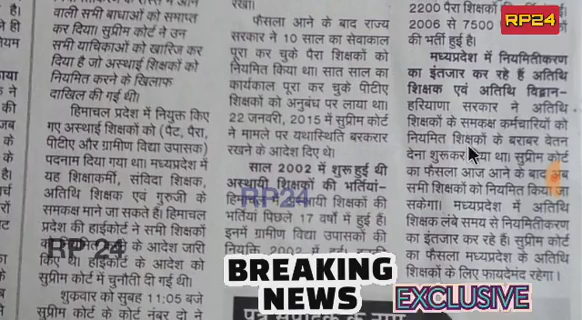 वाली सभी बाधाओं को समाप्त
कर दिया। सुप्रीम कोर्ट ने उन
सभी याचिकाओं को खारिज कर
दिया है जो अस्थाई शिक्षकों को
नियमित करने के खिलाफ
दाखिल की गई थी।
हिमाचल प्रदेश में नियुक्त किए
गए अस्थाई शिक्षकों को (पैट, पैरा,
पीटीए और ग्रामीण विद्या उपासक)
पदनाम दिया गया था। मध्यप्रदेश में
यह शिक्षाकर्मी, संविदा शिक्षक,
अतिथि शिक्षक एवं गुरुजी के
समकक्ष माने जा सकते हैं। हिमाचल
प्रदेश की हाईकोर्ट ने सभी शिक्षकों
के आदेश जारी
किए थे। हाईकोर्ट के आदेश को
सुप्रीम कोर्ट में चुनौती दी गई थी।
शुकवार को सुबह 11:05 बजे
सुप्रीम कोर्ट के कोर्ट नंबर दो ने
रखा।
फैसला आने के बाद राज्य
सरकार ने 10 साल का सेवाकाल
पूरा कर चुके पैरा शिक्षकों को
नियमित किया था। सात साल का
कार्यकाल पूरा कर चुके पीटीए
शिक्षकों को अनुबंध पर लाया था।
22 जनवरी, 2015 में सुप्रीम कोर्ट
ने मामले पर यथास्थिति बरकरार
रखने के आदेश दिए थे।
साल 2002 में शुरू हुई थी
अस्थायी शिक्षकों की भर्तियां-
हिमाचल में अस्थायी शिक्षकों की
भर्तियां पिछले 17 वर्षों में हुई हैं।
इनमें ग्रामीण विद्या उपासकों की
नियुक्ति 2002 में हुई।
2200 पैरा शिक्षकों
2006 से 7500
की भर्ती हुई है।
मध्यप्रदेश में नियमितीकरण
का इंतजार कर रहे हैं अतिथि
शिक्षक एवं अतिथि विद्वान-
हरियाणा सरकार ने अतिथि
शिक्षकों के समकक्ष कर्मचारियों को
नियमित शिक्षकों के बराबर वेतन
देना शुरू कर दिया था। सुप्रीम कोर्ट
का फैसला आज आने के बाद अब
सभी शिक्षकों को नियमित किया जा
सकेगा। मध्यप्रदेश में अतिथि
शिक्षक लंबे समय से नियमितीकरण
का इंतजार कर रहे हैं। सुप्रीम कोर्ट
का फैसला मध्यप्रदेश के अतिथि
शिक्षकों के लिए फायदेमंद रहेगा।
RP24
RP24
RP 24
BREAKING
NEWS
EXCLUSIVE